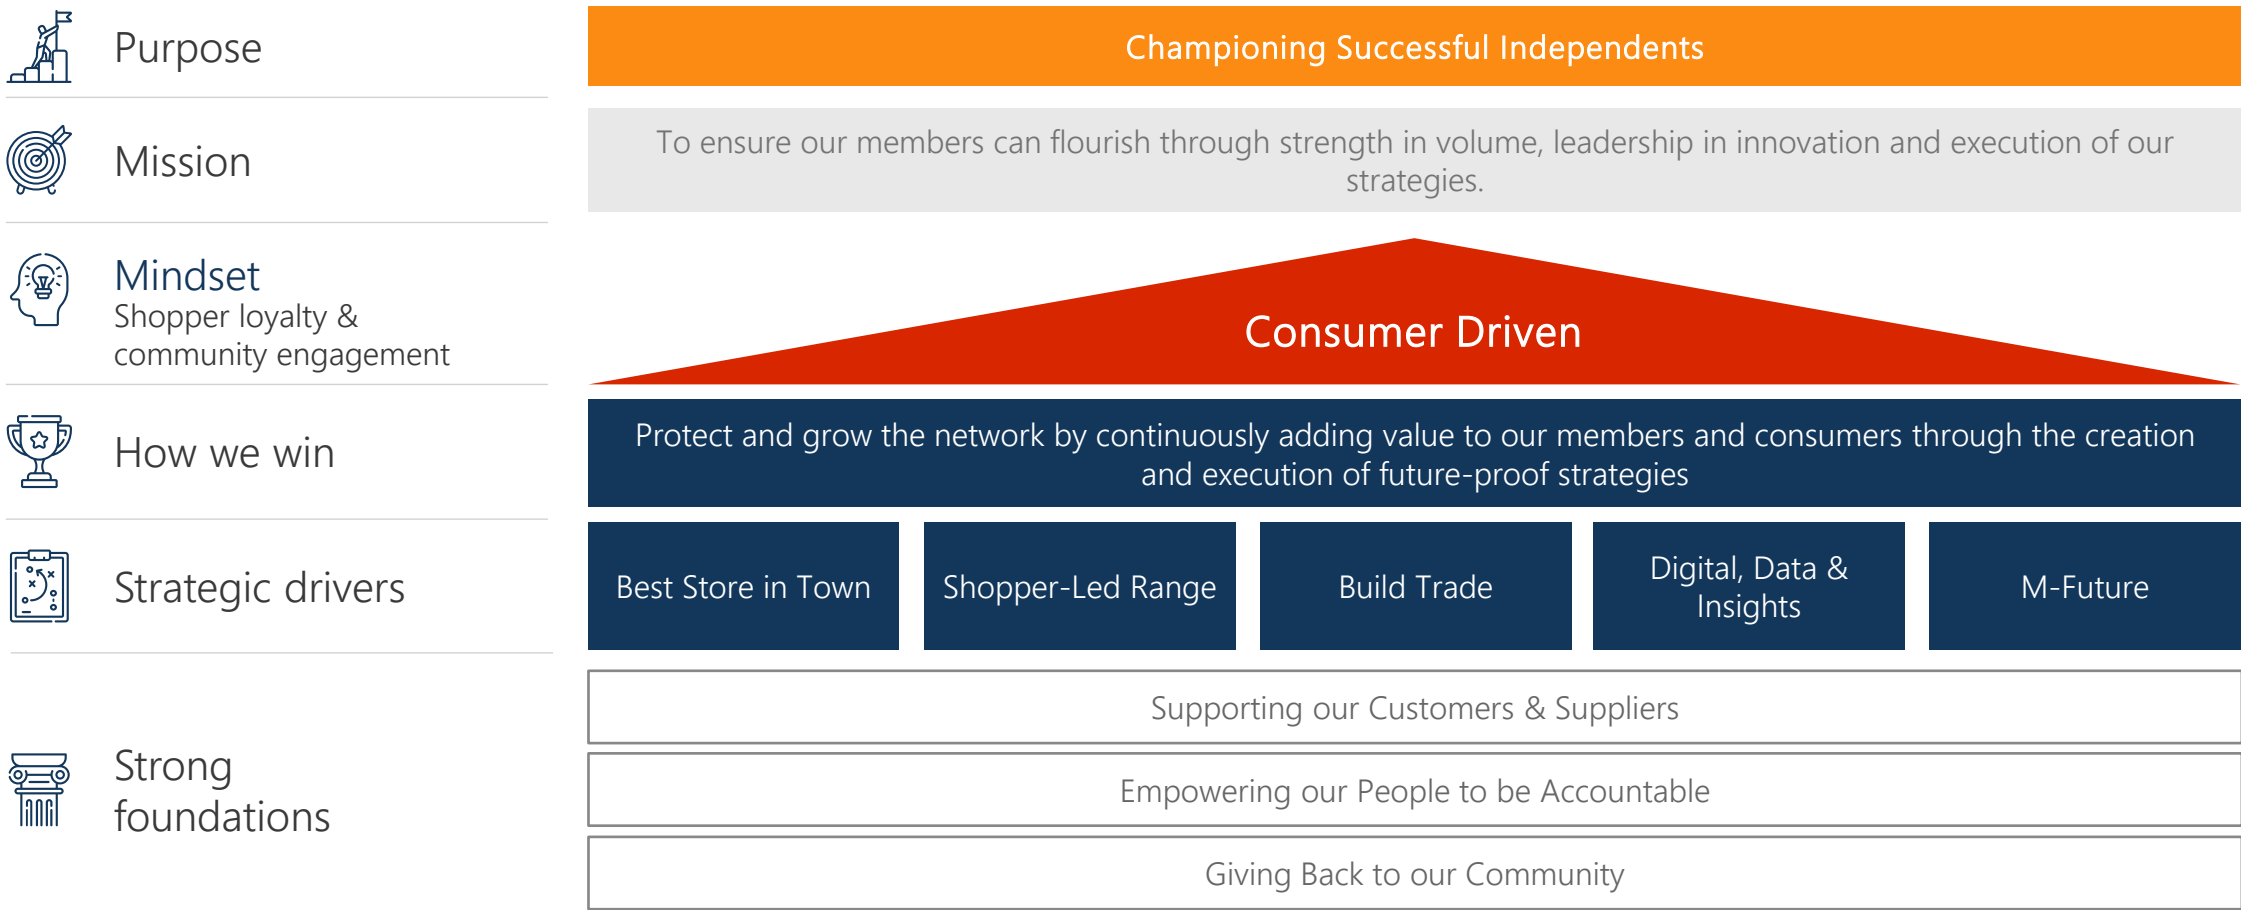 Purpose
Championing Successful Independents
Mission
To ensure our members can flourish through strength in volume, leadership in innovation and execution of our
strategies.
Mindset
Shopper loyalty &
community engagement
Consumer Driven
How we win
Protect and grow the network by continuously adding value to our members and consumers through the creation
and execution of future-proof strategies
Strategic drivers
Best Store in Town
Shopper-Led Range
Build Trade
Digital, Data &
Insights
M-Future
Strong
foundations
Supporting our Customers & Suppliers
Empowering our People to be Accountable
Giving Back to our Community